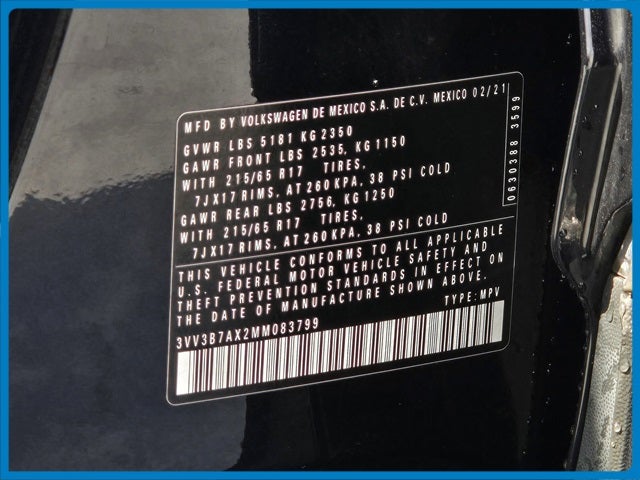 MFD BY VOLKSWAGEN DE MEXICO S.A. DE C.V. MEXICO 02/21
GVWR LBS 5181 KG 2350
GAWR FRONT LBS 2535, KG 1150
WITH 215/65 R17 TIRES,
7JX17 RIMS, AT 260 KPA, 38 PSI COLD
GAWR REAR LBS 2756, KG 1250
WITH 215/65 R17 TIRES,
7JX17 RIMS, AT 260 KPA, 38 PSI COLD
0630388 3599
THIS VEHICLE CONFORMS TO ALL APPLICABLE
U.S. FEDERAL MOTOR VEHICLE SAFETY AND
THEFT PREVENTION STANDARDS IN EFFECT ON
THE DATE OF MANUFACTURE SHOWN ABOVE.
3VV3B7AX2MM083799 TYPE: MPV